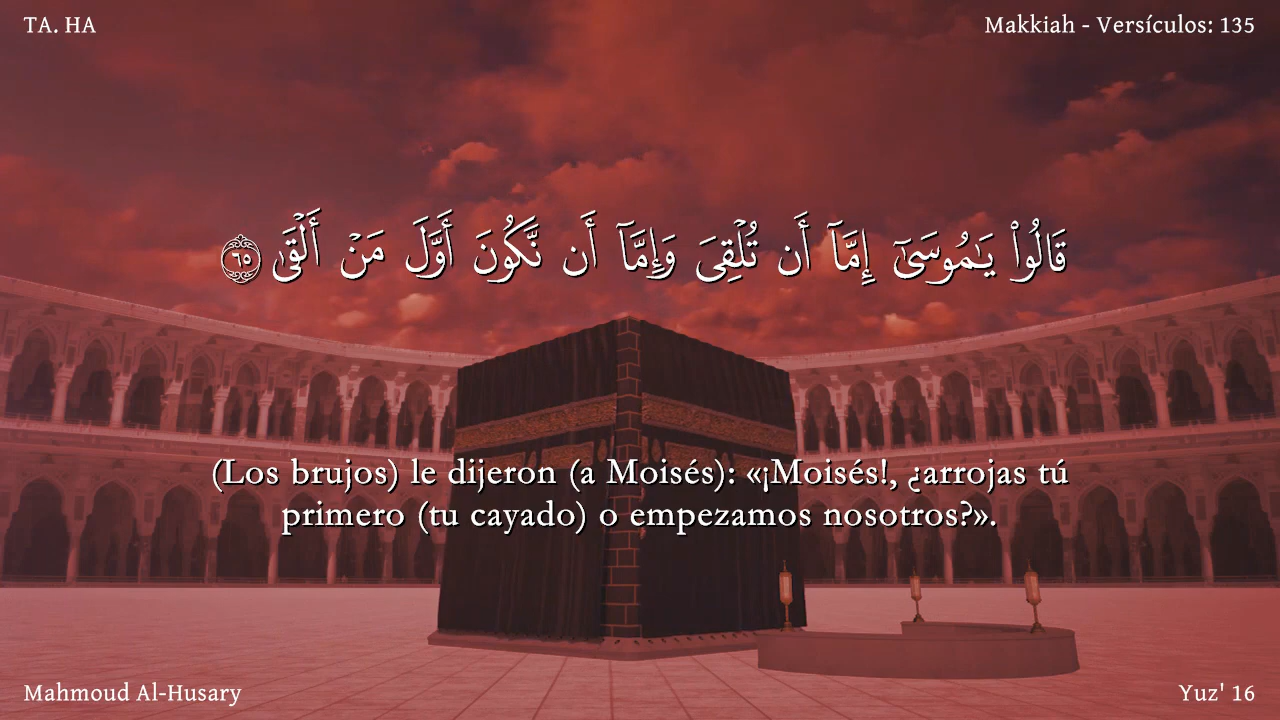 TA. HA
Makkiah - Versículos: 135
قَالُوا۟ يَـٰمُوسَىٰٓ إِمَّآ أَن تُلْقِىَ وَإِمَّآ أَن نَّكُونَ أَوَّلَ مَنْ أَلْقَىٰ ٦٥
(Los brujos) le dijeron (a Moisés): «¡Moisés!, ¿arrojas tú
primero (tu cayado) o empezamos nosotros?».
Mahmoud Al-Husary
Yuz' 16